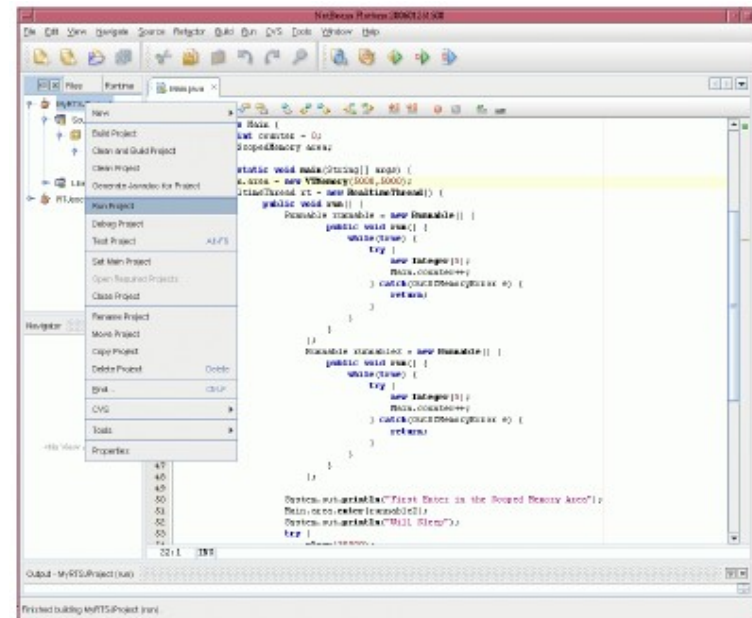 NetBeans Platform
File Edit View Navigate Source Refactor Build Run CVS Tools Window Help
Files Runtime Main.java
New
Build Project
Clean and Build Project
Clean Project
Generate Javadoc for Project
Run Project
Debug Project
Test Project Alt-F6
Set Main Project
Open Required Projects
Close Project
Rename Project
Move Project
Copy Project
Delete Project Delete
Find... Ctrl-F
CVS
Tools
Properties
Navigator
Main {
int counter = 0;
ScopedMemory area;
static void main(String[] args) {
.area = new VTMemory(5000,5000);
RealtimeThread rt = new RealtimeThread() {
public void run() {
Runnable runnable = new Runnable() {
public void run() {
while(true) {
try {
new Integer(5);
Main.counter++;
} catch(OutOfMemoryError e) {
return;
}
}
}
};
Runnable runnable2 = new Runnable() {
public void run() {
while(true) {
try {
new Integer(5);
Main.counter++;
} catch(OutOfMemoryError e) {
return;
}
}
47 }
48 };
49
50 System.out.println("First Enter in the Scoped Memory Area");
51 Main.area.enter(runnable2);
52 System.out.println("Will Sleep");
53 try {
22:1 INS
Output - MyRTSJProject (run)
Finished building MyRTSJProject (run).